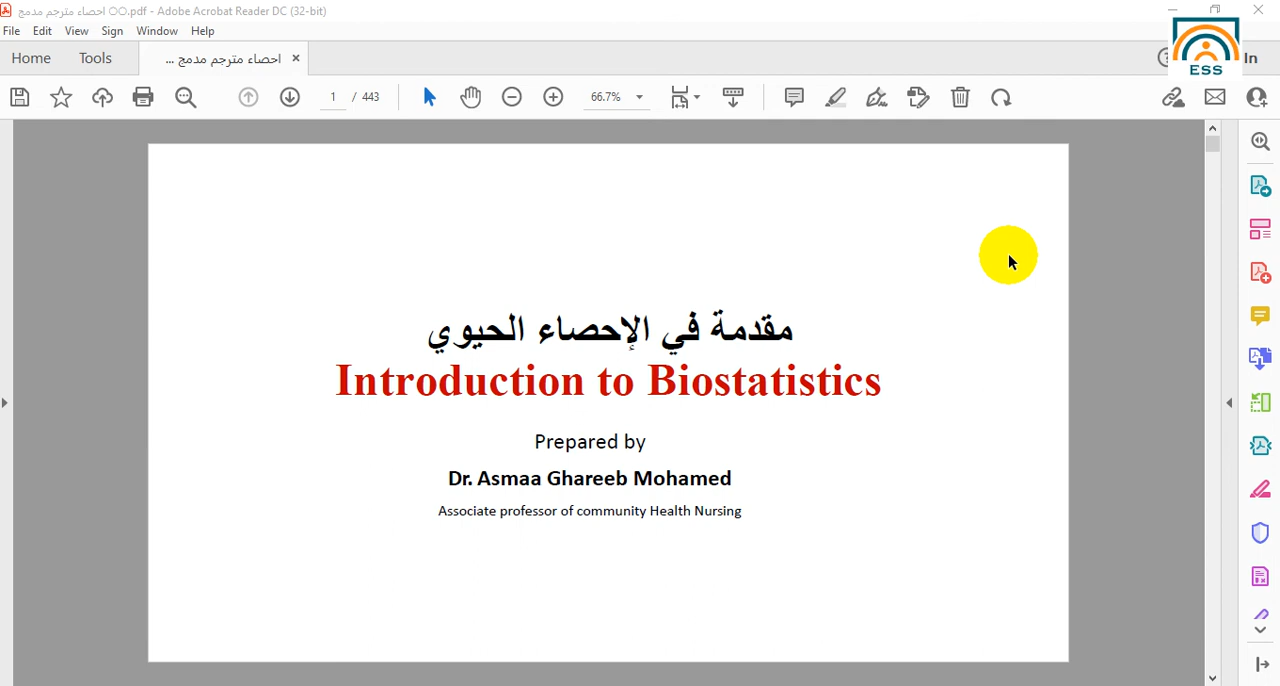 احصاء مترجم مدمج ○○.pdf - Adobe Acrobat Reader DC (32-bit)
File Edit View Sign Window Help
ESS
Home Tools احصاء مترجم مدمج ... × In
1 / 443 66.7%
مقدمة في الإحصاء الحيوي
Introduction to Biostatistics
Prepared by
Dr. Asmaa Ghareeb Mohamed
Associate professor of community Health Nursing